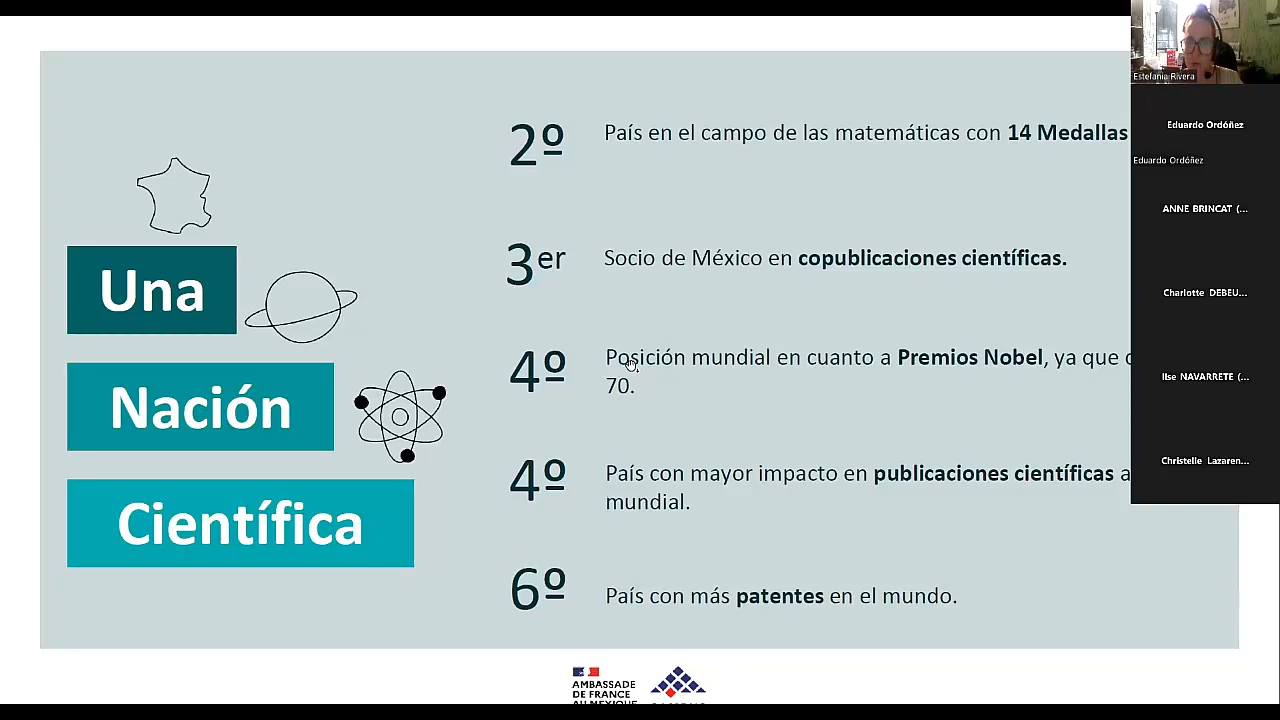 Una
Nación
Científica
2º
País en el campo de las matemáticas con 14 Medallas
3er
Socio de México en copublicaciones científicas.
4º
Posición mundial en cuanto a Premios Nobel, ya que
70.
4º
País con mayor impacto en publicaciones científicas a
mundial.
6º
País con más patentes en el mundo.
AMBASSADE
DE FRANCE
AU MEXIQUE
Estefania Rivera
Eduardo Ordóñez
Eduardo Ordóñez
ANNE BRINCAT (...
Charlotte DEBEU...
Ilse NAVARRETE (...
Christelle Lazaren...